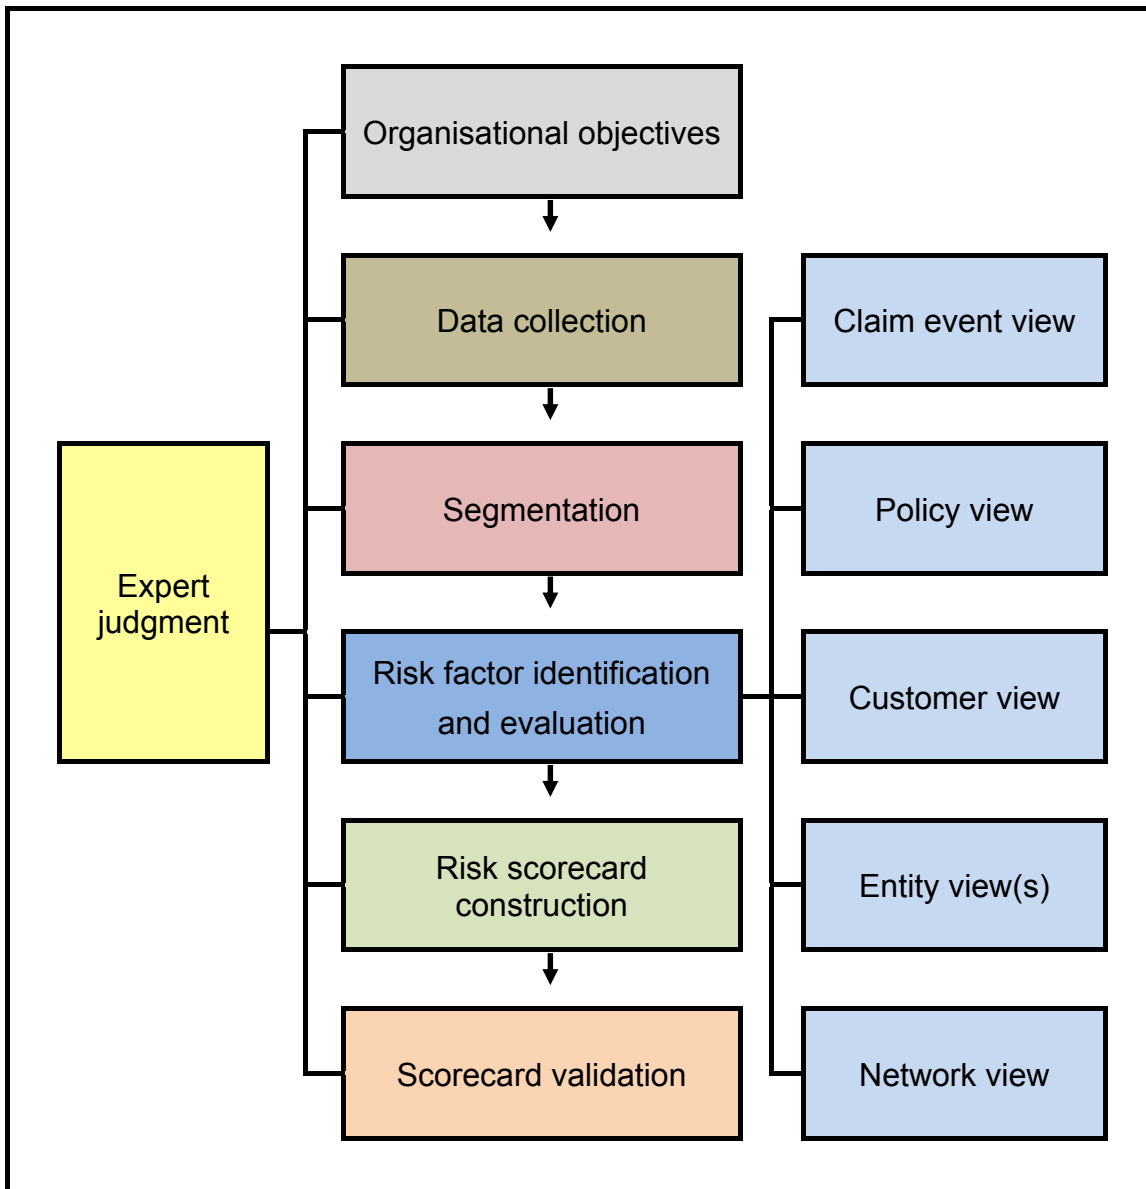 Organisational objectives
Data collection
Claim event view
Segmentation
Policy view
Expert
judgment
Risk factor identification
and evaluation
Customer view
Risk scorecard
construction
Entity view(s)
Scorecard validation
Network view